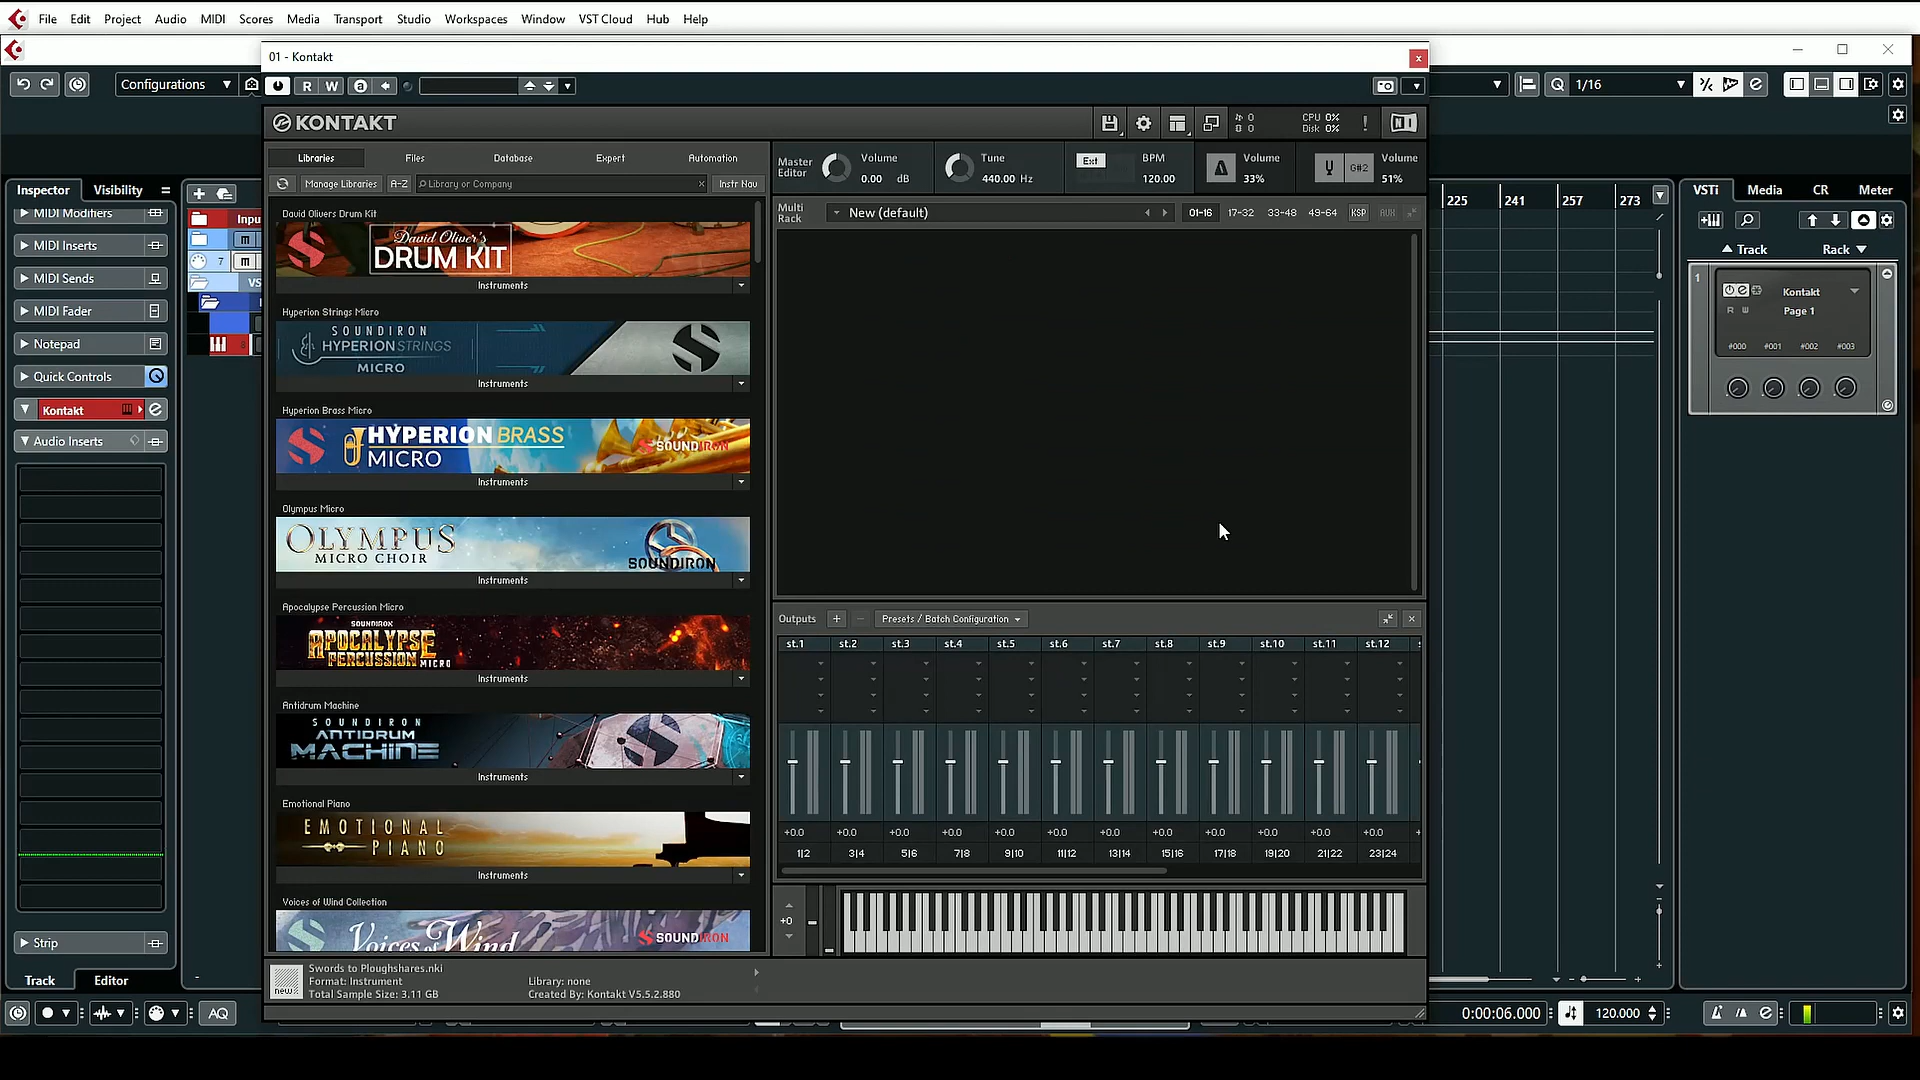 File Edit Project Audio MIDI Scores Media Transport Studio Workspaces Window VST Cloud Hub Help
01 - Kontakt
x
Configurations
R W a
1/16
KONTAKT
0
0
CPU 0%
Disk 0%
!
Libraries Files Database Expert Automation
Manage Libraries A-Z Library or Company x Instr Nav
Master
Editor
Volume
0.00 dB
Tune
440.00 Hz
Ext
BPM
120.00
Volume
33%
G#2
Volume
51%
Multi
Rack
New (default)
01-16 17-32 33-48 49-64 KSP AUX
Inspector Visibility
MIDI Modifiers
MIDI Inserts
MIDI Sends
MIDI Fader
Notepad
Quick Controls
Kontakt
Audio Inserts
Strip
Track Editor
Inpu
m
7 m
VS
David Olivers Drum Kit
David Oliver's
DRUM KIT
Instruments
Hyperion Strings Micro
SOUNDIRON
HYPERION STRINGS
MICRO
Instruments
Hyperion Brass Micro
HYPERION BRASS
MICRO
SOUNDIRON
Instruments
Olympus Micro
OLYMPUS
MICRO CHOIR
SOUNDIRON
Instruments
Apocalypse Percussion Micro
SOUNDIRON
APOCALYPSE
PERCUSSION MICRO
Instruments
Antidrum Machine
SOUNDIRON
ANTIDRUM
MACHINE
Instruments
Emotional Piano
EMOTIONAL
PIANO
Instruments
Voices of Wind Collection
Voices of Wind
SOUNDIRON
Outputs + − Presets / Batch Configuration
st.1 st.2 st.3 st.4 st.5 st.6 st.7 st.8 st.9 st.10 st.11 st.12
+0.0 +0.0 +0.0 +0.0 +0.0 +0.0 +0.0 +0.0 +0.0 +0.0 +0.0 +0.0
1|2 3|4 5|6 7|8 9|10 11|12 13|14 15|16 17|18 19|20 21|22 23|24
+0
new
Swords to Ploughshares.nki
Format: Instrument
Total Sample Size: 3.11 GB
Library: none
Created By: Kontakt V5.5.2.880
225 241 257 273
VSTi Media CR Meter
Track Rack
1
Kontakt
R W
Page 1
#000 #001 #002 #003
AQ
0:00:06.000
120.000